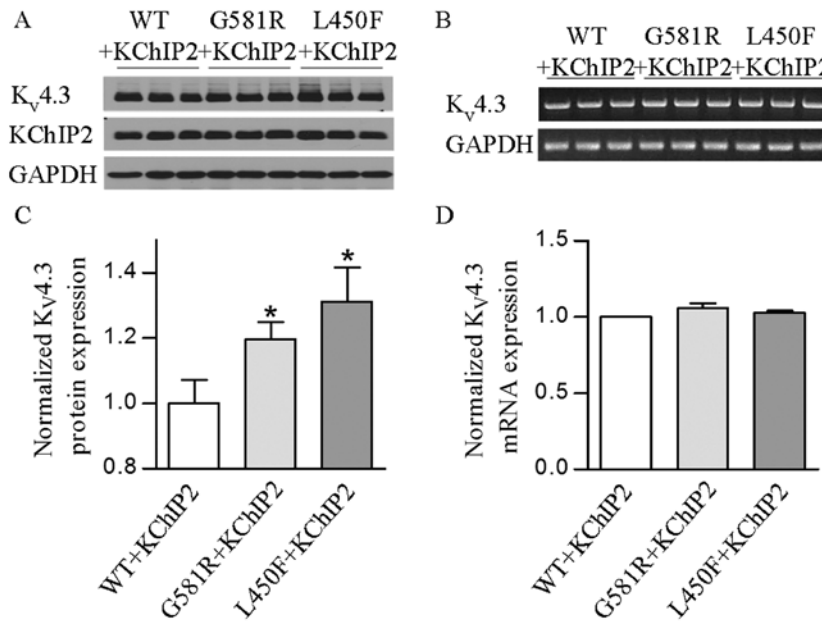 A
WT G581R L450F
+KChIP2 +KChIP2 +KChIP2
Kv4.3
KChIP2
GAPDH
B
WT G581R L450F
+KChIP2 +KChIP2 +KChIP2
Kv4.3
GAPDH
C
Normalized KV4.3
protein expression
1.4
1.2
1.0
0.8
*
*
WT+KChIP2
G581R+KChIP2
L450F+KChIP2
D
Normalized KV4.3
mRNA expression
1.5
1.0
0.5
0.0
WT+KChIP2
G581R+KChIP2
L450F+KChIP2